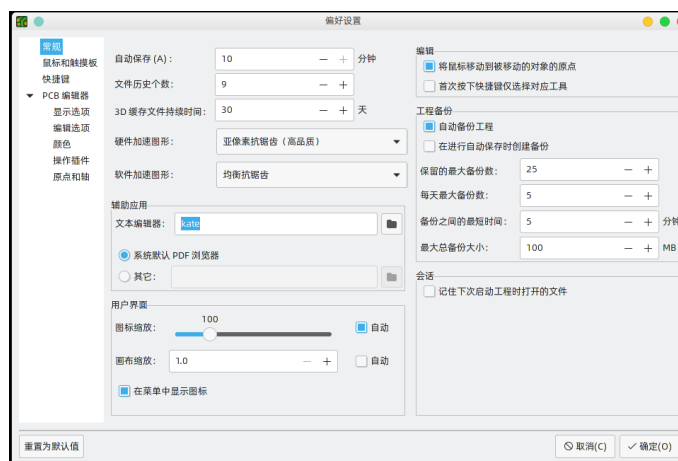 偏好设置
常规
鼠标和触摸板
快捷键
PCB 编辑器
显示选项
编辑选项
颜色
操作插件
原点和轴
自动保存 (A) : 10 分钟
文件历史个数: 9
3D 缓存文件持续时间: 30 天
硬件加速图形: 亚像素抗锯齿（高品质）
软件加速图形: 均衡抗锯齿
辅助应用
文本编辑器: kate
系统默认 PDF 浏览器
其它:
用户界面
100
图标缩放: 自动
画布缩放: 1.0 自动
在菜单中显示图标
编辑
将鼠标移动到被移动的对象的原点
首次按下快捷键仅选择对应工具
工程备份
自动备份工程
在进行自动保存时创建备份
保留的最大备份数: 25
每天最大备份数: 5
备份之间的最短时间: 5 分钟
最大总备份大小: 100 MB
会话
记住下次启动工程时打开的文件
重置为默认值
取消(C)
确定(O)